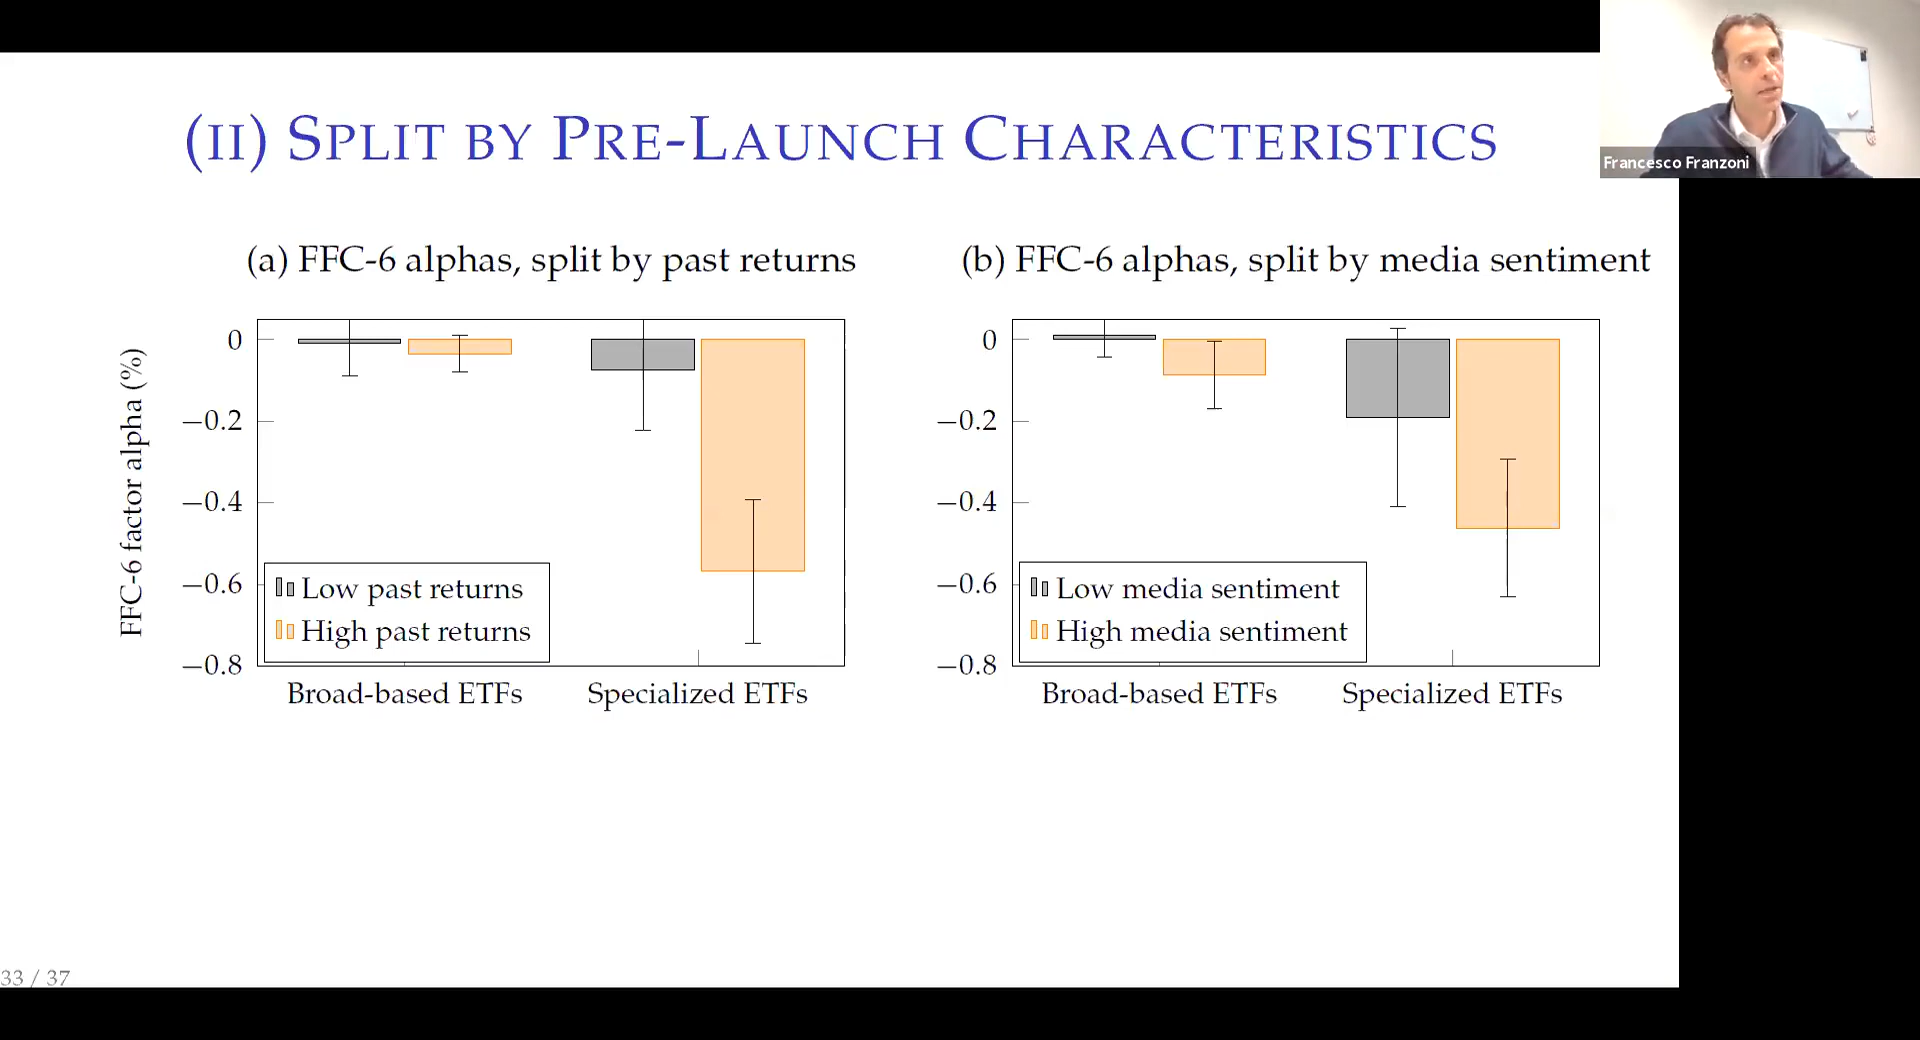 (II) SPLIT BY PRE-LAUNCH CHARACTERISTICS
Francesco Franzoni
(a) FFC-6 alphas, split by past returns
FFC-6 factor alpha (%)
0
−0.2
−0.4
−0.6
−0.8
Low past returns
High past returns
Broad-based ETFs Specialized ETFs
(b) FFC-6 alphas, split by media sentiment
0
−0.2
−0.4
−0.6
−0.8
Low media sentiment
High media sentiment
Broad-based ETFs Specialized ETFs
33 / 37